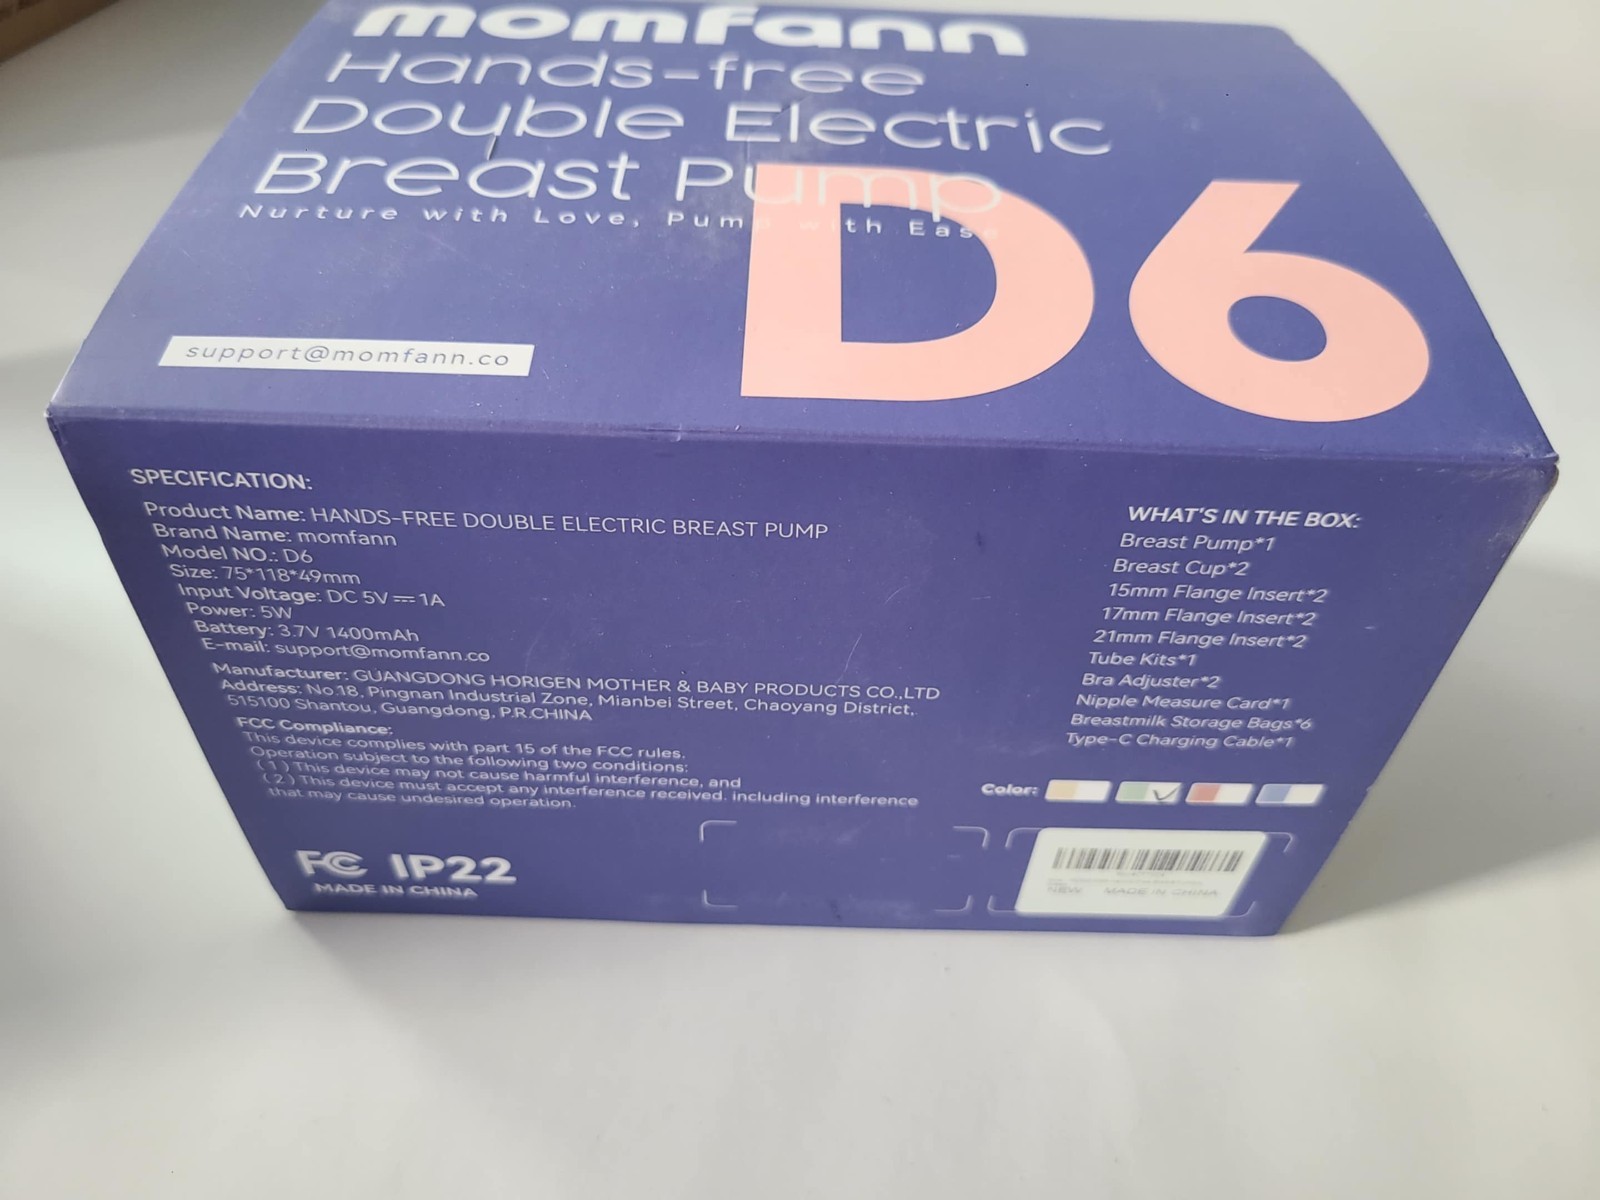 momfann
Hands-free
Double Electric
Breast Pump
Nurture with Love, Pump with Ease
D6
support@momfann.co
SPECIFICATION:
Product Name: HANDS-FREE DOUBLE ELECTRIC BREAST PUMP
Brand Name: momfann
Model NO.: D6
Size: 75*118*49mm
Input Voltage: DC 5V⎓1A
Power: 5W
Battery: 3.7V 1400mAh
E-mail: support@momfann.co
Manufacturer: GUANGDONG HORIGEN MOTHER & BABY PRODUCTS CO.,LTD
Address: No.18, Pingnan Industrial Zone, Mianbei Street, Chaoyang District,
515100 Shantou, Guangdong, P.R.CHINA
FCC Compliance:
This device complies with part 15 of the FCC rules.
Operation subject to the following two conditions:
(1) This device may not cause harmful interference, and
(2) This device must accept any interference received. including interference
that may cause undesired operation.
FC IP22
MADE IN CHINA
WHAT'S IN THE BOX:
Breast Pump*1
Breast Cup*2
15mm Flange Insert*2
17mm Flange Insert*2
21mm Flange Insert*2
Tube Kits*1
Bra Adjuster*2
Nipple Measure Card*1
Breastmilk Storage Bags*6
Type-C Charging Cable*1
Color:
NEW MADE IN CHINA